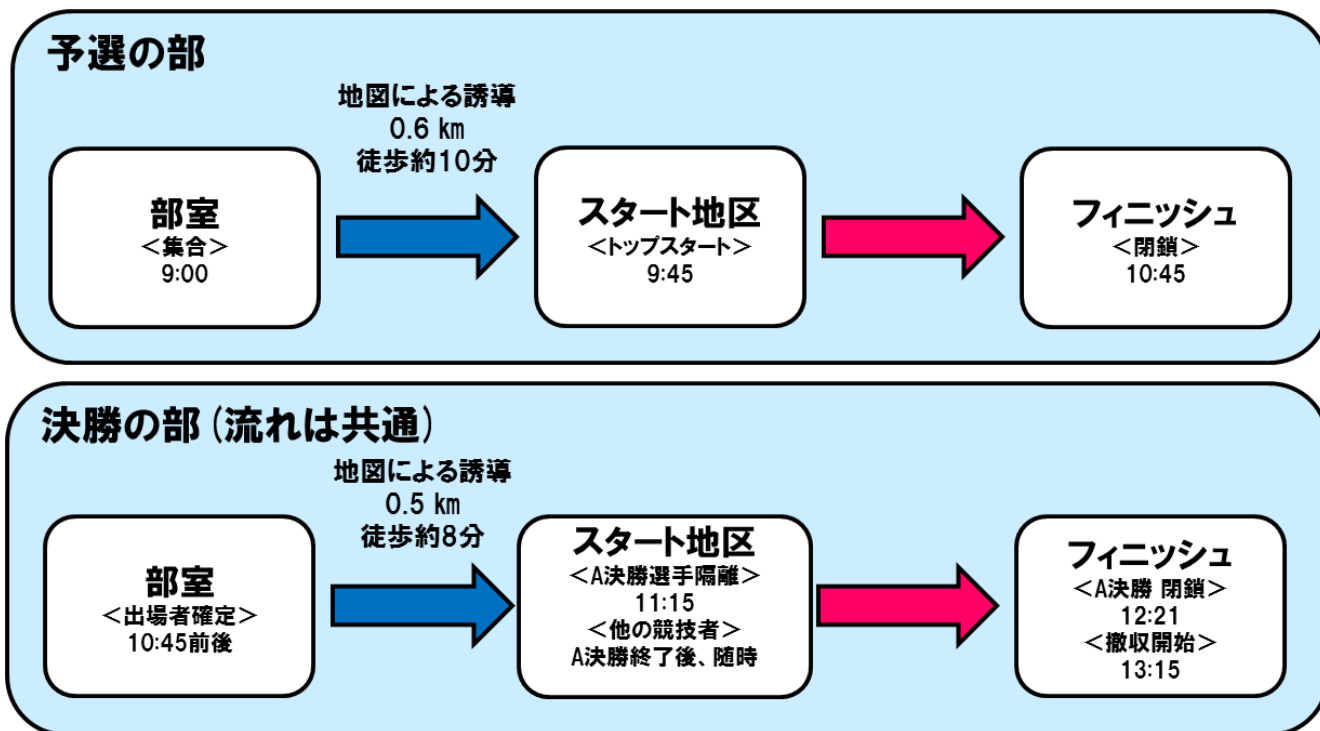 予選の部
地図による誘導
0.6 km
徒歩約10分
部室
<集合>
9:00
スタート地区
<トップスタート>
9:45
フィニッシュ
<閉鎖>
10:45
決勝の部(流れは共通)
地図による誘導
0.5 km
徒歩約8分
部室
<出場者確定>
10:45前後
スタート地区
<A決勝選手隔離>
11:15
<他の競技者>
A決勝終了後、随時
フィニッシュ
<A決勝 閉鎖>
12:21
<撤収開始>
13:15